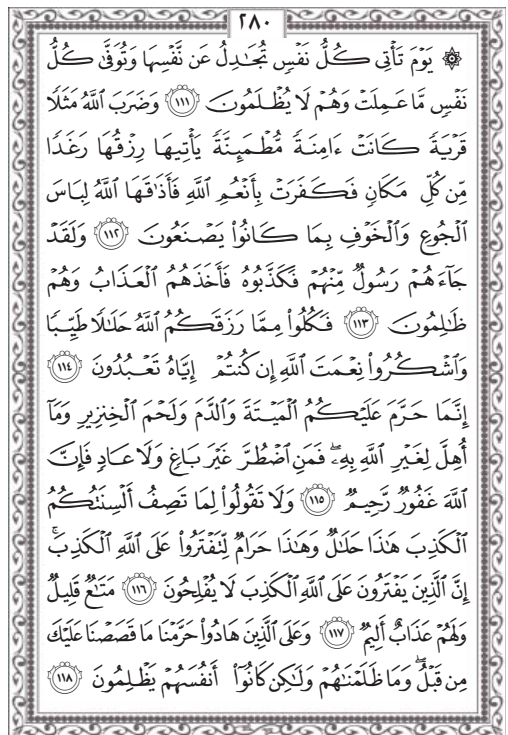 ٢٨٠
۞ يَوْمَ تَأْتِى كُلُّ نَفْسٍ تُجَٰدِلُ عَن نَّفْسِهَا وَتُوَفَّىٰ كُلُّ
نَفْسٍ مَّا عَمِلَتْ وَهُمْ لَا يُظْلَمُونَ ﴿١١١﴾ وَضَرَبَ ٱللَّهُ مَثَلًا
قَرْيَةً كَانَتْ ءَامِنَةً مُّطْمَئِنَّةً يَأْتِيهَا رِزْقُهَا رَغَدًا
مِّن كُلِّ مَكَانٍ فَكَفَرَتْ بِأَنْعُمِ ٱللَّهِ فَأَذَٰقَهَا ٱللَّهُ لِبَاسَ
ٱلْجُوعِ وَٱلْخَوْفِ بِمَا كَانُوا۟ يَصْنَعُونَ ﴿١١٢﴾ وَلَقَدْ
جَآءَهُمْ رَسُولٌ مِّنْهُمْ فَكَذَّبُوهُ فَأَخَذَهُمُ ٱلْعَذَابُ وَهُمْ
ظَٰلِمُونَ ﴿١١٣﴾ فَكُلُوا۟ مِمَّا رَزَقَكُمُ ٱللَّهُ حَلَٰلًا طَيِّبًا
وَٱشْكُرُوا۟ نِعْمَتَ ٱللَّهِ إِن كُنتُمْ إِيَّاهُ تَعْبُدُونَ ﴿١١٤﴾
إِنَّمَا حَرَّمَ عَلَيْكُمُ ٱلْمَيْتَةَ وَٱلدَّمَ وَلَحْمَ ٱلْخِنزِيرِ وَمَآ
أُهِلَّ لِغَيْرِ ٱللَّهِ بِهِۦ ۖ فَمَنِ ٱضْطُرَّ غَيْرَ بَاغٍ وَلَا عَادٍ فَإِنَّ
ٱللَّهَ غَفُورٌ رَّحِيمٌ ﴿١١٥﴾ وَلَا تَقُولُوا۟ لِمَا تَصِفُ أَلْسِنَتُكُمُ
ٱلْكَذِبَ هَٰذَا حَلَٰلٌ وَهَٰذَا حَرَامٌ لِّتَفْتَرُوا۟ عَلَى ٱللَّهِ ٱلْكَذِبَ ۚ
إِنَّ ٱلَّذِينَ يَفْتَرُونَ عَلَى ٱللَّهِ ٱلْكَذِبَ لَا يُفْلِحُونَ ﴿١١٦﴾ مَتَٰعٌ قَلِيلٌ
وَلَهُمْ عَذَابٌ أَلِيمٌ ﴿١١٧﴾ وَعَلَى ٱلَّذِينَ هَادُوا۟ حَرَّمْنَا مَا قَصَصْنَا عَلَيْكَ
مِن قَبْلُ ۖ وَمَا ظَلَمْنَٰهُمْ وَلَٰكِن كَانُوٓا۟ أَنفُسَهُمْ يَظْلِمُونَ ﴿١١٨﴾